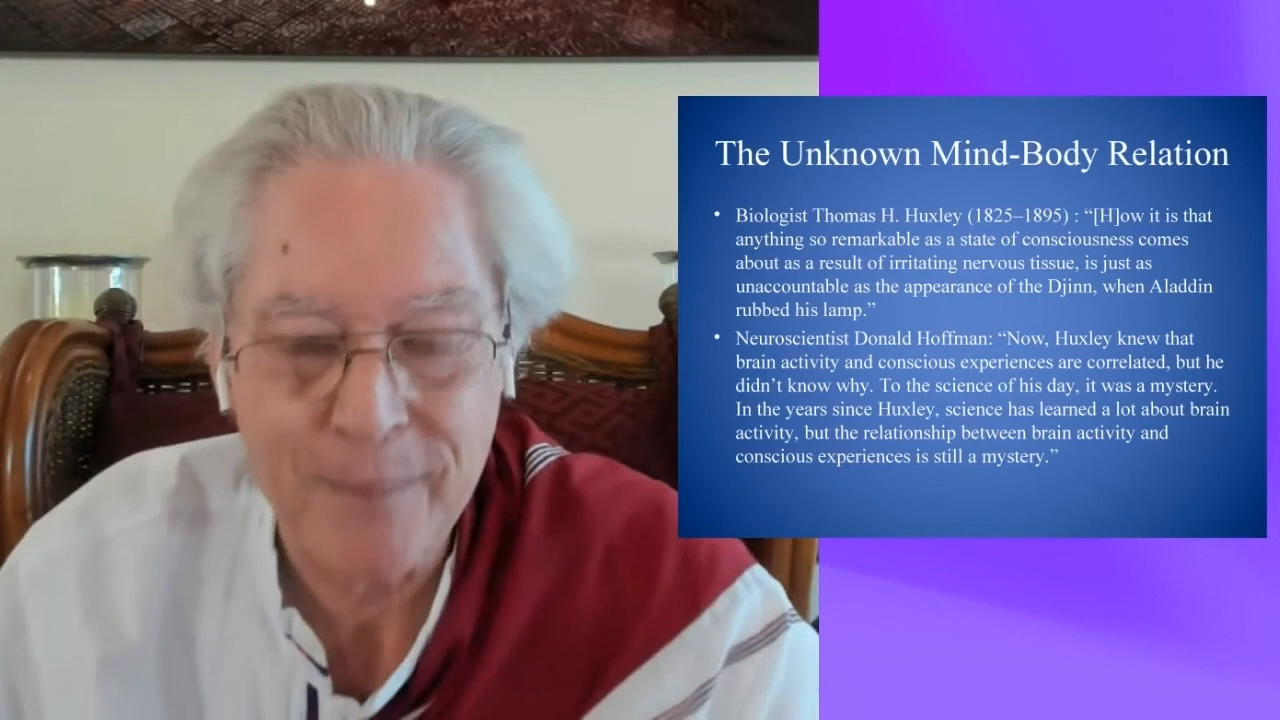 The Unknown Mind-Body Relation
• Biologist Thomas H. Huxley (1825–1895) : “[H]ow it is that
anything so remarkable as a state of consciousness comes
about as a result of irritating nervous tissue, is just as
unaccountable as the appearance of the Djinn, when Aladdin
rubbed his lamp.”
• Neuroscientist Donald Hoffman: “Now, Huxley knew that
brain activity and conscious experiences are correlated, but he
didn’t know why. To the science of his day, it was a mystery.
In the years since Huxley, science has learned a lot about brain
activity, but the relationship between brain activity and
conscious experiences is still a mystery.”